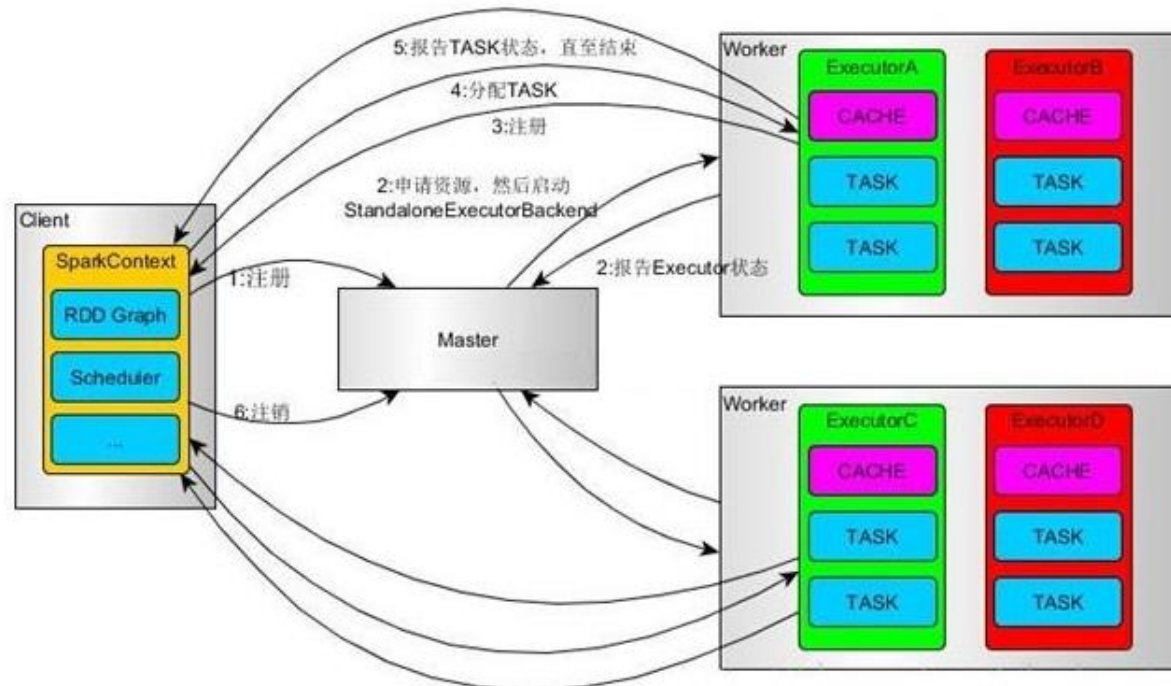 5:报告TASK状态，直至结束
4:分配TASK
3:注册
2:申请资源，然后启动
StandaloneExecutorBackend
2:报告Executor状态
1:注册
6:注销
Client
SparkContext
RDD Graph
Scheduler
...
Master
Worker
ExecutorA
CACHE
TASK
TASK
ExecutorB
CACHE
TASK
TASK
Worker
ExecutorC
CACHE
TASK
TASK
ExecutorD
CACHE
TASK
TASK